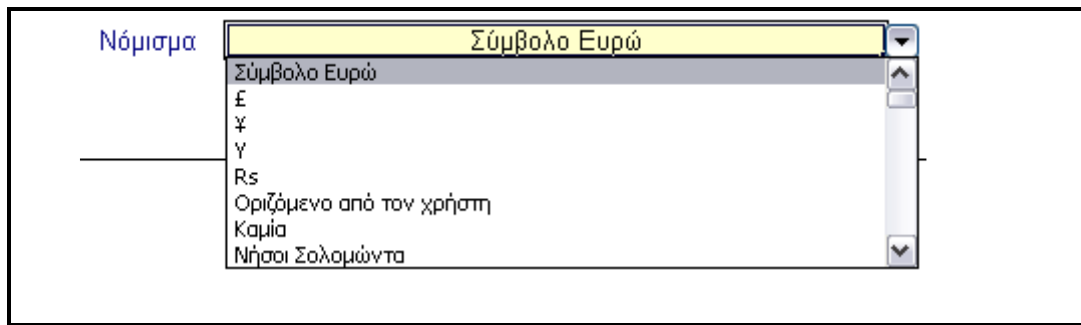 Νόμισμα Σύμβολο Ευρώ
Σύμβολο Ευρώ
£
¥
Υ
Rs
Οριζόμενο από τον χρήστη
Καμία
Νήσοι Σολομώντα